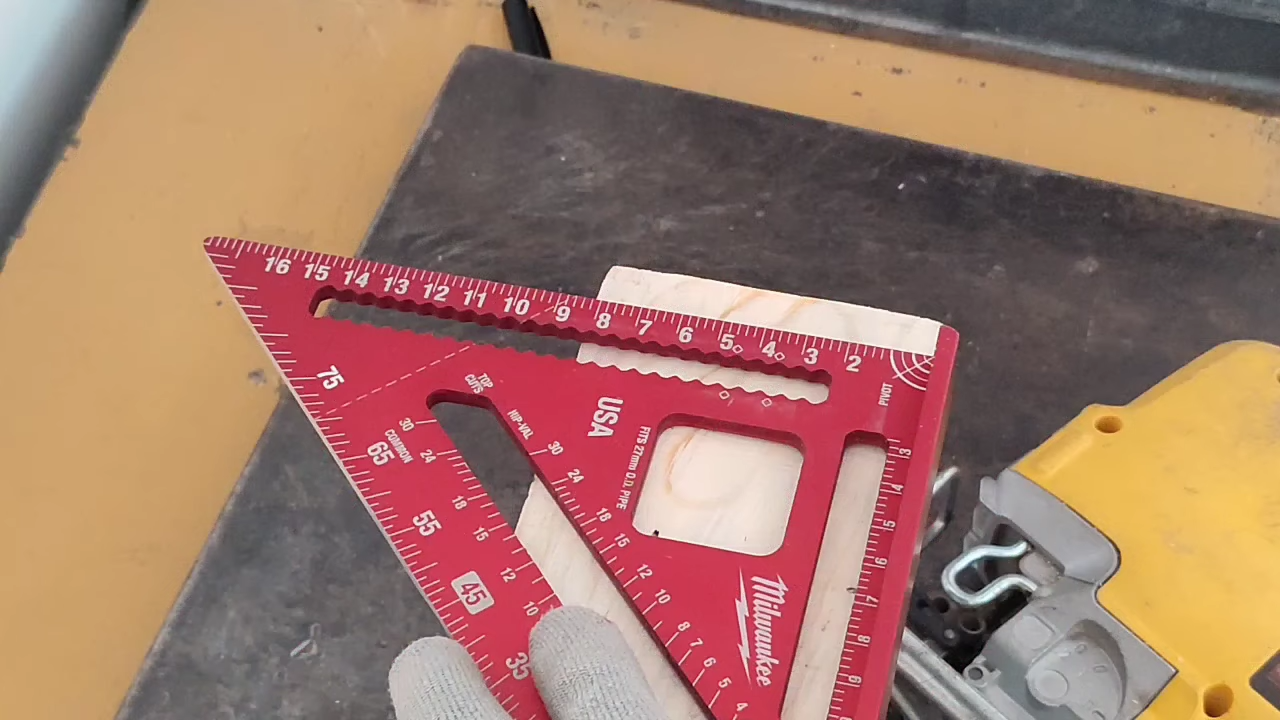 16 15 14 13 12 11 10 9 8 7 6 5 4 3 2
PIVOT
TOP
CUTS
HIP-VAL
30 24 18 15 12 10 8 7 6 5 4
USA
FITS 27mm O.D. PIPE
75
65
55
45
35
COMMON
30 24 18 15 12 10
Milwaukee
3
4
5
6
7
8
9